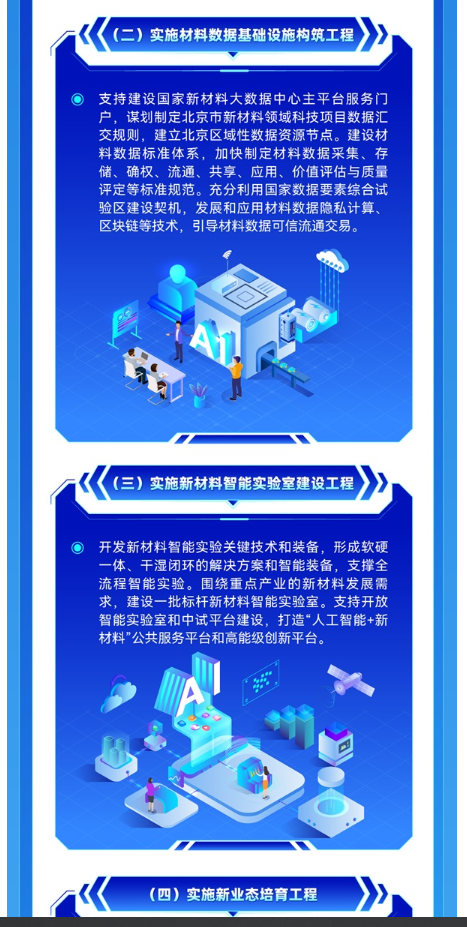 （二）实施材料数据基础设施构筑工程
支持建设国家新材料大数据中心主平台服务门
户，谋划制定北京市新材料领域科技项目数据汇
交规则，建立北京区域性数据资源节点。建设材
料数据标准体系，加快制定材料数据采集、存
储、确权、流通、共享、应用、价值评估与质量
评定等标准规范。充分利用国家数据要素综合试
验区建设契机，发展和应用材料数据隐私计算、
区块链等技术，引导材料数据可信流通交易。
AI
（三）实施新材料智能实验室建设工程
开发新材料智能实验关键技术和装备，形成软硬
一体、干湿闭环的解决方案和智能装备，支撑全
流程智能实验。围绕重点产业的新材料发展需
求，建设一批标杆新材料智能实验室。支持开放
智能实验室和中试平台建设，打造“人工智能+新
材料”公共服务平台和高能级创新平台。
AI
（四）实施新业态培育工程